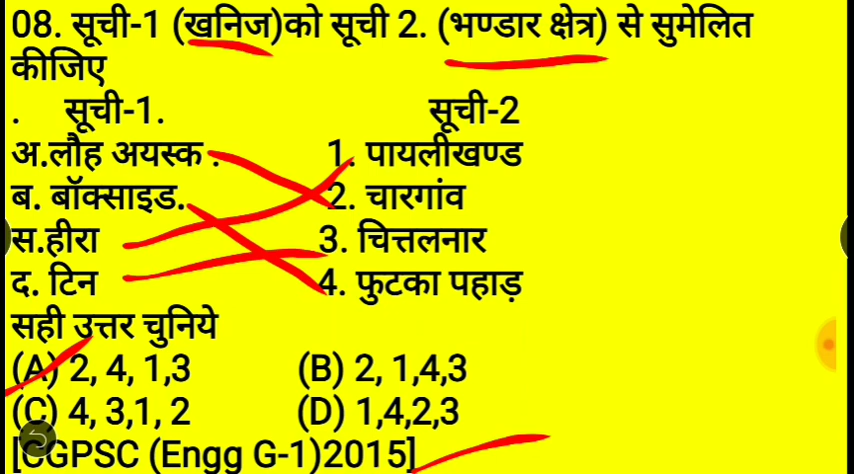 08. सूची-1 (खनिज)को सूची 2. (भण्डार क्षेत्र) से सुमेलित
कीजिए
. सूची-1. सूची-2
अ.लौह अयस्क . 1. पायलीखण्ड
ब. बॉक्साइड. 2. चारगांव
स.हीरा 3. चित्तलनार
द. टिन 4. फुटका पहाड़
सही उत्तर चुनिये
(A) 2, 4, 1,3 (B) 2, 1,4,3
(C) 4, 3,1, 2 (D) 1,4,2,3
[CGPSC (Engg G-1)2015]